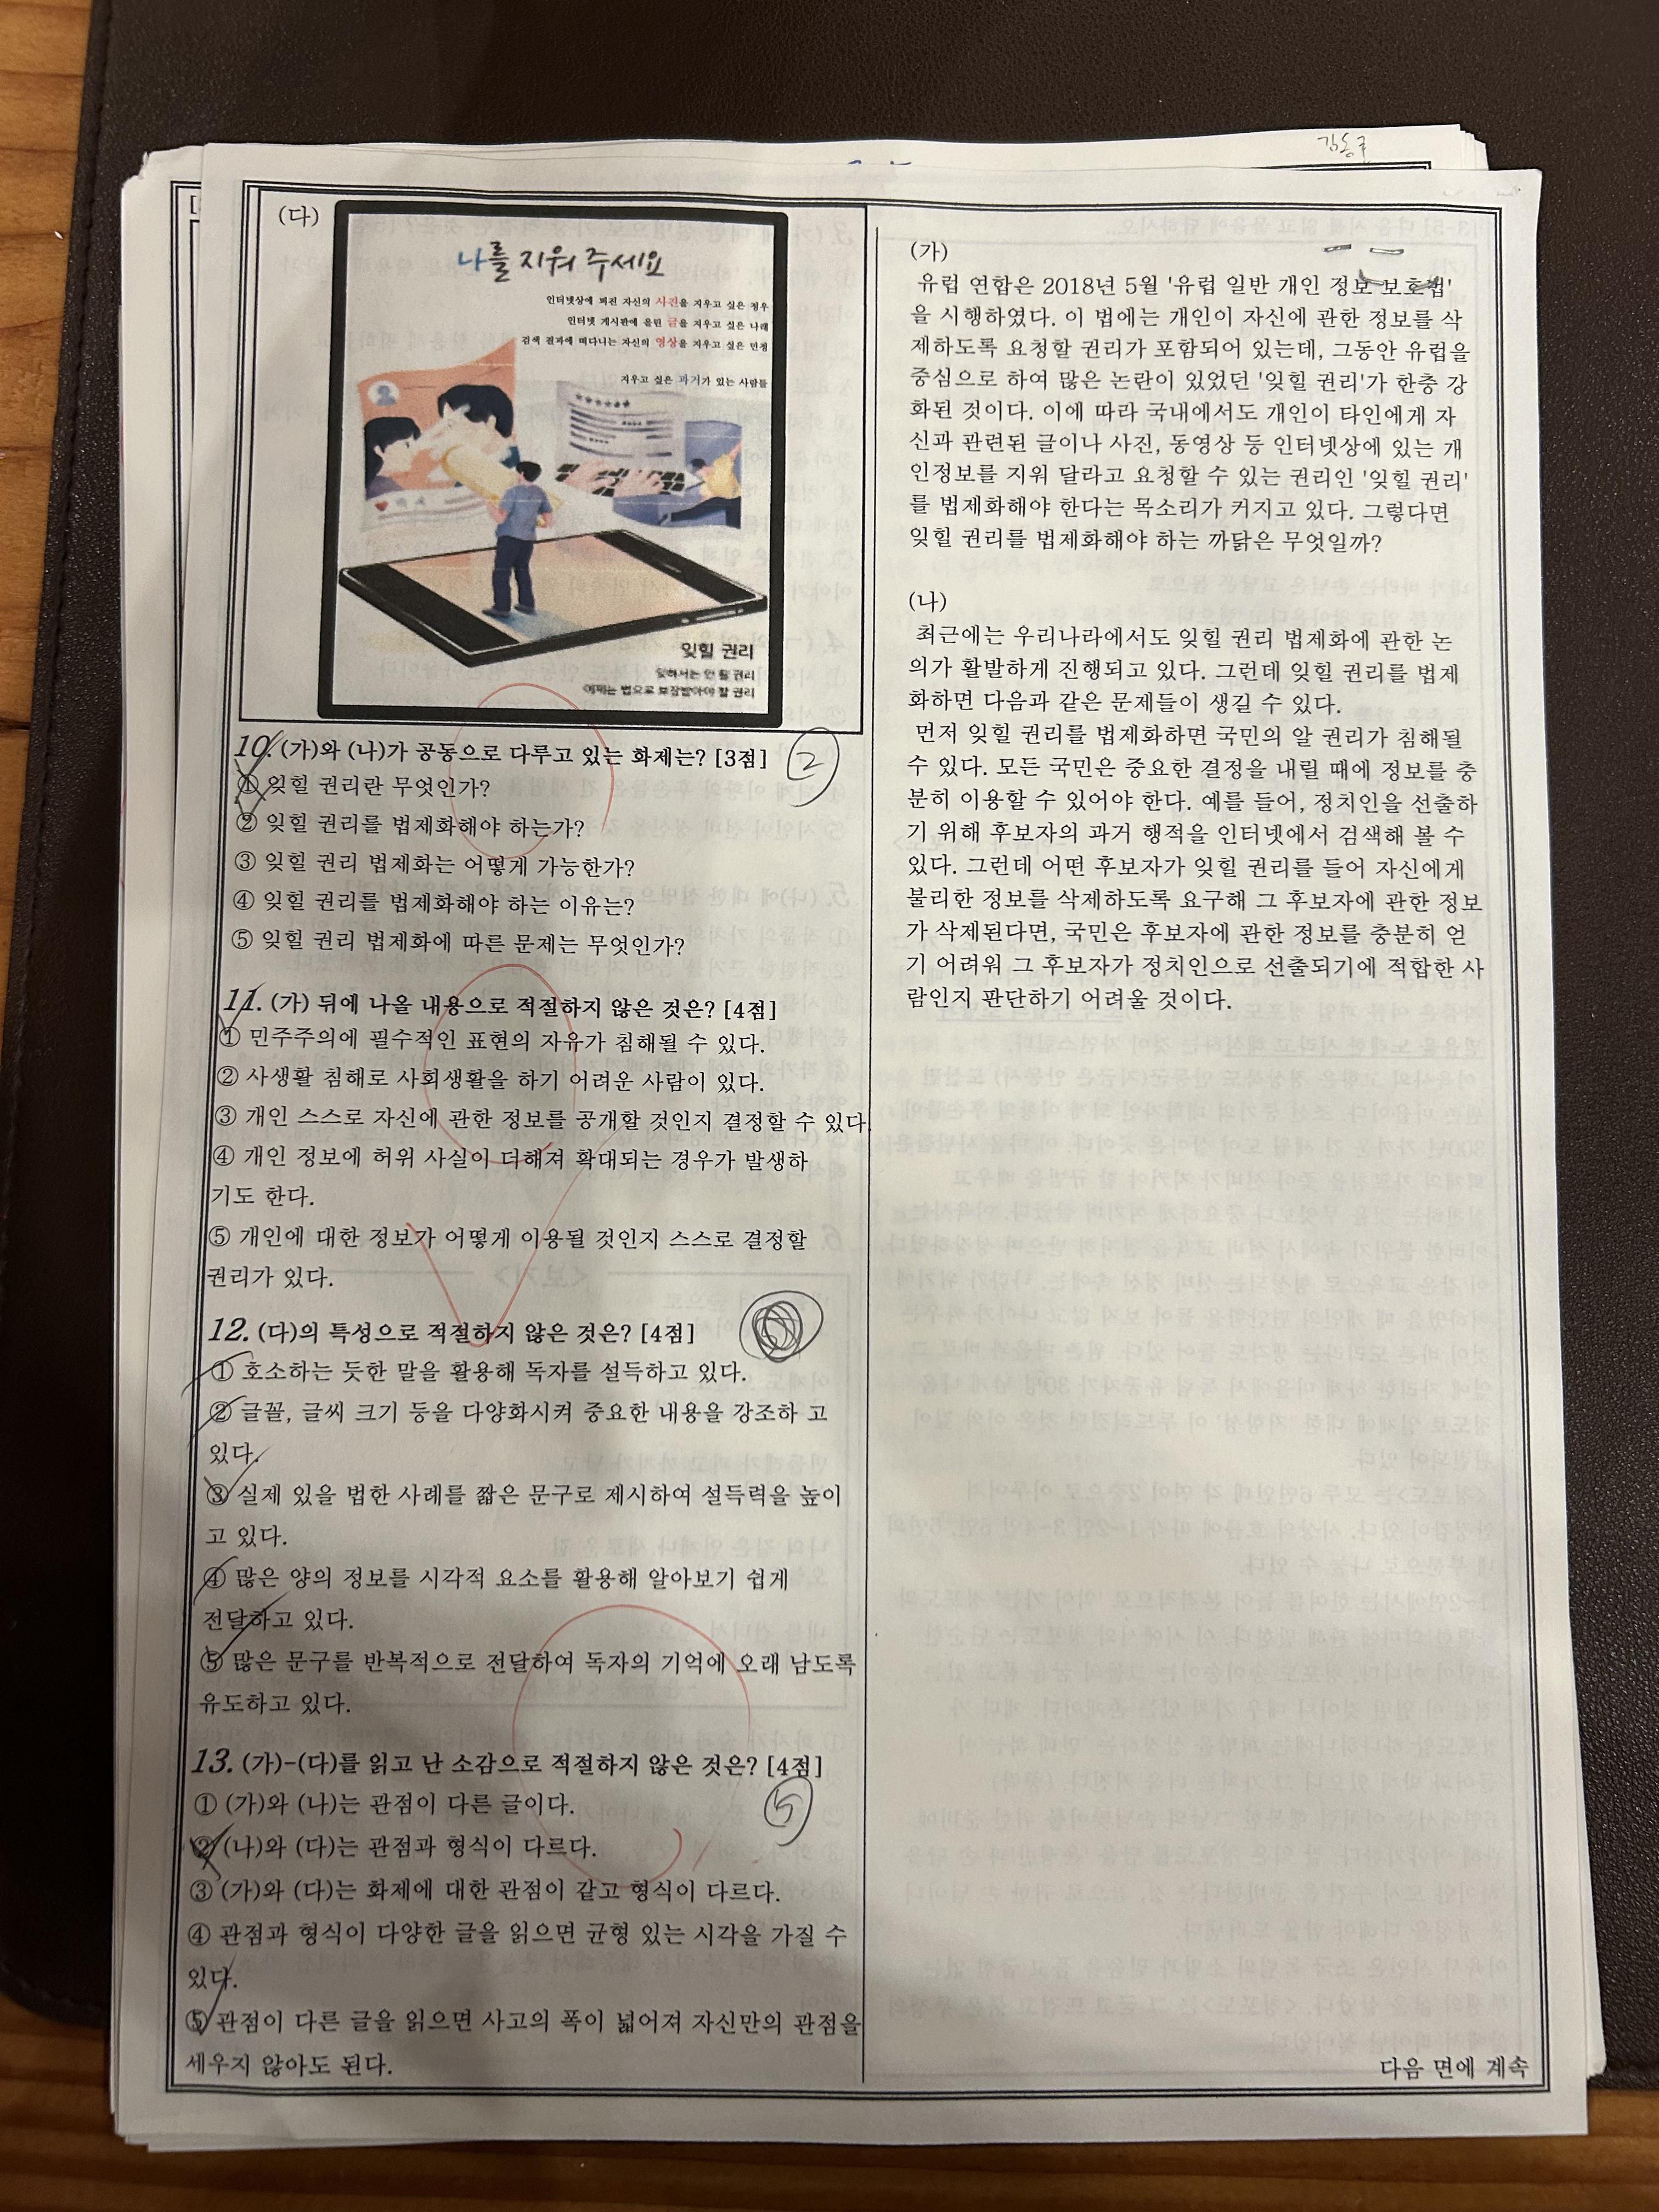 김동
(다)
나를 지워 주세요
인터넷상에 퍼진 자신의 사진을 지우고 싶은 정우
인터넷 게시판에 올린 글을 지우고 싶은 나래
검색 결과에 떠다니는 자신의 영상을 지우고 싶은 민정
지우고 싶은 과거가 있는 사람들
잊힐 권리
잊혀서는 안 될 권리
이제는 법으로 보장받아야 할 권리
10. (가)와 (나)가 공동으로 다루고 있는 화제는? [3점]
2
① 잊힐 권리란 무엇인가?
② 잊힐 권리를 법제화해야 하는가?
③ 잊힐 권리 법제화는 어떻게 가능한가?
④ 잊힐 권리를 법제화해야 하는 이유는?
⑤ 잊힐 권리 법제화에 따른 문제는 무엇인가?
11. (가) 뒤에 나올 내용으로 적절하지 않은 것은? [4점]
① 민주주의에 필수적인 표현의 자유가 침해될 수 있다.
② 사생활 침해로 사회생활을 하기 어려운 사람이 있다.
③ 개인 스스로 자신에 관한 정보를 공개할 것인지 결정할 수 있다.
④ 개인 정보에 허위 사실이 더해져 확대되는 경우가 발생하
기도 한다.
⑤ 개인에 대한 정보가 어떻게 이용될 것인지 스스로 결정할
권리가 있다.
12. (다)의 특성으로 적절하지 않은 것은? [4점]
① 호소하는 듯한 말을 활용해 독자를 설득하고 있다.
② 글꼴, 글씨 크기 등을 다양화시켜 중요한 내용을 강조하 고
있다.
③ 실제 있을 법한 사례를 짧은 문구로 제시하여 설득력을 높이
고 있다.
④ 많은 양의 정보를 시각적 요소를 활용해 알아보기 쉽게
전달하고 있다.
⑤ 많은 문구를 반복적으로 전달하여 독자의 기억에 오래 남도록
유도하고 있다.
13. (가)-(다)를 읽고 난 소감으로 적절하지 않은 것은? [4점]
5
① (가)와 (나)는 관점이 다른 글이다.
② (나)와 (다)는 관점과 형식이 다르다.
③ (가)와 (다)는 화제에 대한 관점이 같고 형식이 다르다.
④ 관점과 형식이 다양한 글을 읽으면 균형 있는 시각을 가질 수
있다.
⑤ 관점이 다른 글을 읽으면 사고의 폭이 넓어져 자신만의 관점을
세우지 않아도 된다.
(가)
유럽 연합은 2018년 5월 '유럽 일반 개인 정보 보호법'
을 시행하였다. 이 법에는 개인이 자신에 관한 정보를 삭
제하도록 요청할 권리가 포함되어 있는데, 그동안 유럽을
중심으로 하여 많은 논란이 있었던 '잊힐 권리'가 한층 강
화된 것이다. 이에 따라 국내에서도 개인이 타인에게 자
신과 관련된 글이나 사진, 동영상 등 인터넷상에 있는 개
인정보를 지워 달라고 요청할 수 있는 권리인 '잊힐 권리'
를 법제화해야 한다는 목소리가 커지고 있다. 그렇다면
잊힐 권리를 법제화해야 하는 까닭은 무엇일까?
(나)
최근에는 우리나라에서도 잊힐 권리 법제화에 관한 논
의가 활발하게 진행되고 있다. 그런데 잊힐 권리를 법제
화하면 다음과 같은 문제들이 생길 수 있다.
먼저 잊힐 권리를 법제화하면 국민의 알 권리가 침해될
수 있다. 모든 국민은 중요한 결정을 내릴 때에 정보를 충
분히 이용할 수 있어야 한다. 예를 들어, 정치인을 선출하
기 위해 후보자의 과거 행적을 인터넷에서 검색해 볼 수
있다. 그런데 어떤 후보자가 잊힐 권리를 들어 자신에게
불리한 정보를 삭제하도록 요구해 그 후보자에 관한 정보
가 삭제된다면, 국민은 후보자에 관한 정보를 충분히 얻
기 어려워 그 후보자가 정치인으로 선출되기에 적합한 사
람인지 판단하기 어려울 것이다.
다음 면에 계속